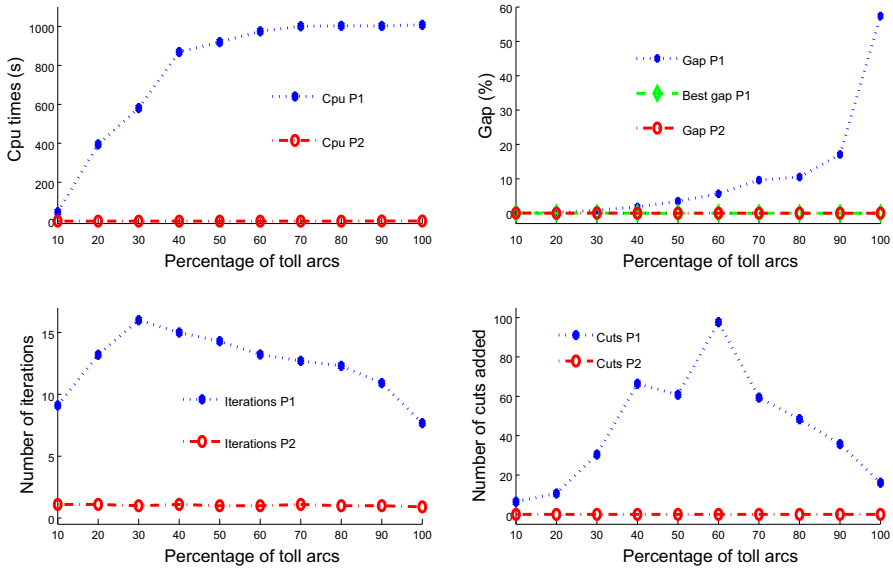 Cpu times (s)
1000
800
600
400
200
0
10 20 30 40 50 60 70 80 90 100
Percentage of toll arcs
Cpu P1
Cpu P2
Gap (%)
60
50
40
30
20
10
0
10 20 30 40 50 60 70 80 90 100
Percentage of toll arcs
Gap P1
Best gap P1
Gap P2
Number of iterations
15
10
5
0
10 20 30 40 50 60 70 80 90 100
Percentage of toll arcs
Iterations P1
Iterations P2
Number of cuts added
100
80
60
40
20
0
10 20 30 40 50 60 70 80 90 100
Percentage of toll arcs
Cuts P1
Cuts P2